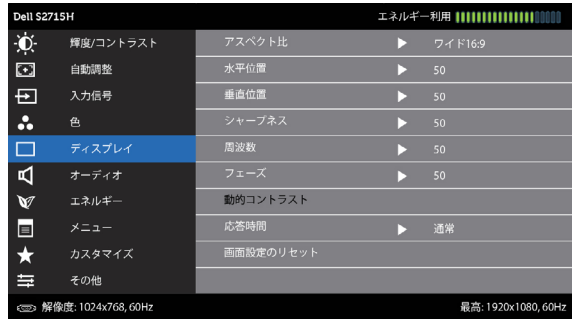 Dell S2715H エネルギー利用
輝度/コントラスト アスペクト比 ワイド16:9
自動調整 水平位置 50
入力信号 垂直位置 50
色 シャープネス 50
ディスプレイ 周波数 50
オーディオ フェーズ 50
エネルギー 動的コントラスト
メニュー 応答時間 通常
カスタマイズ 画面設定のリセット
その他
解像度: 1024x768, 60Hz 最高: 1920x1080, 60Hz